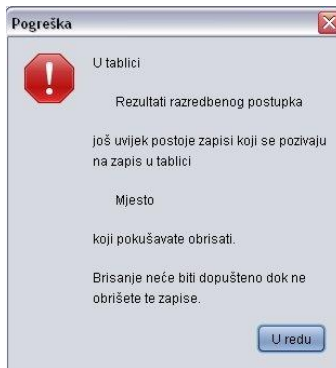 Pogreška
U tablici
Rezultati razredbenog postupka
još uvijek postoje zapisi koji se pozivaju
na zapis u tablici
Mjesto
koji pokušavate obrisati.
Brisanje neće biti dopušteno dok ne
obrišete te zapise.
U redu